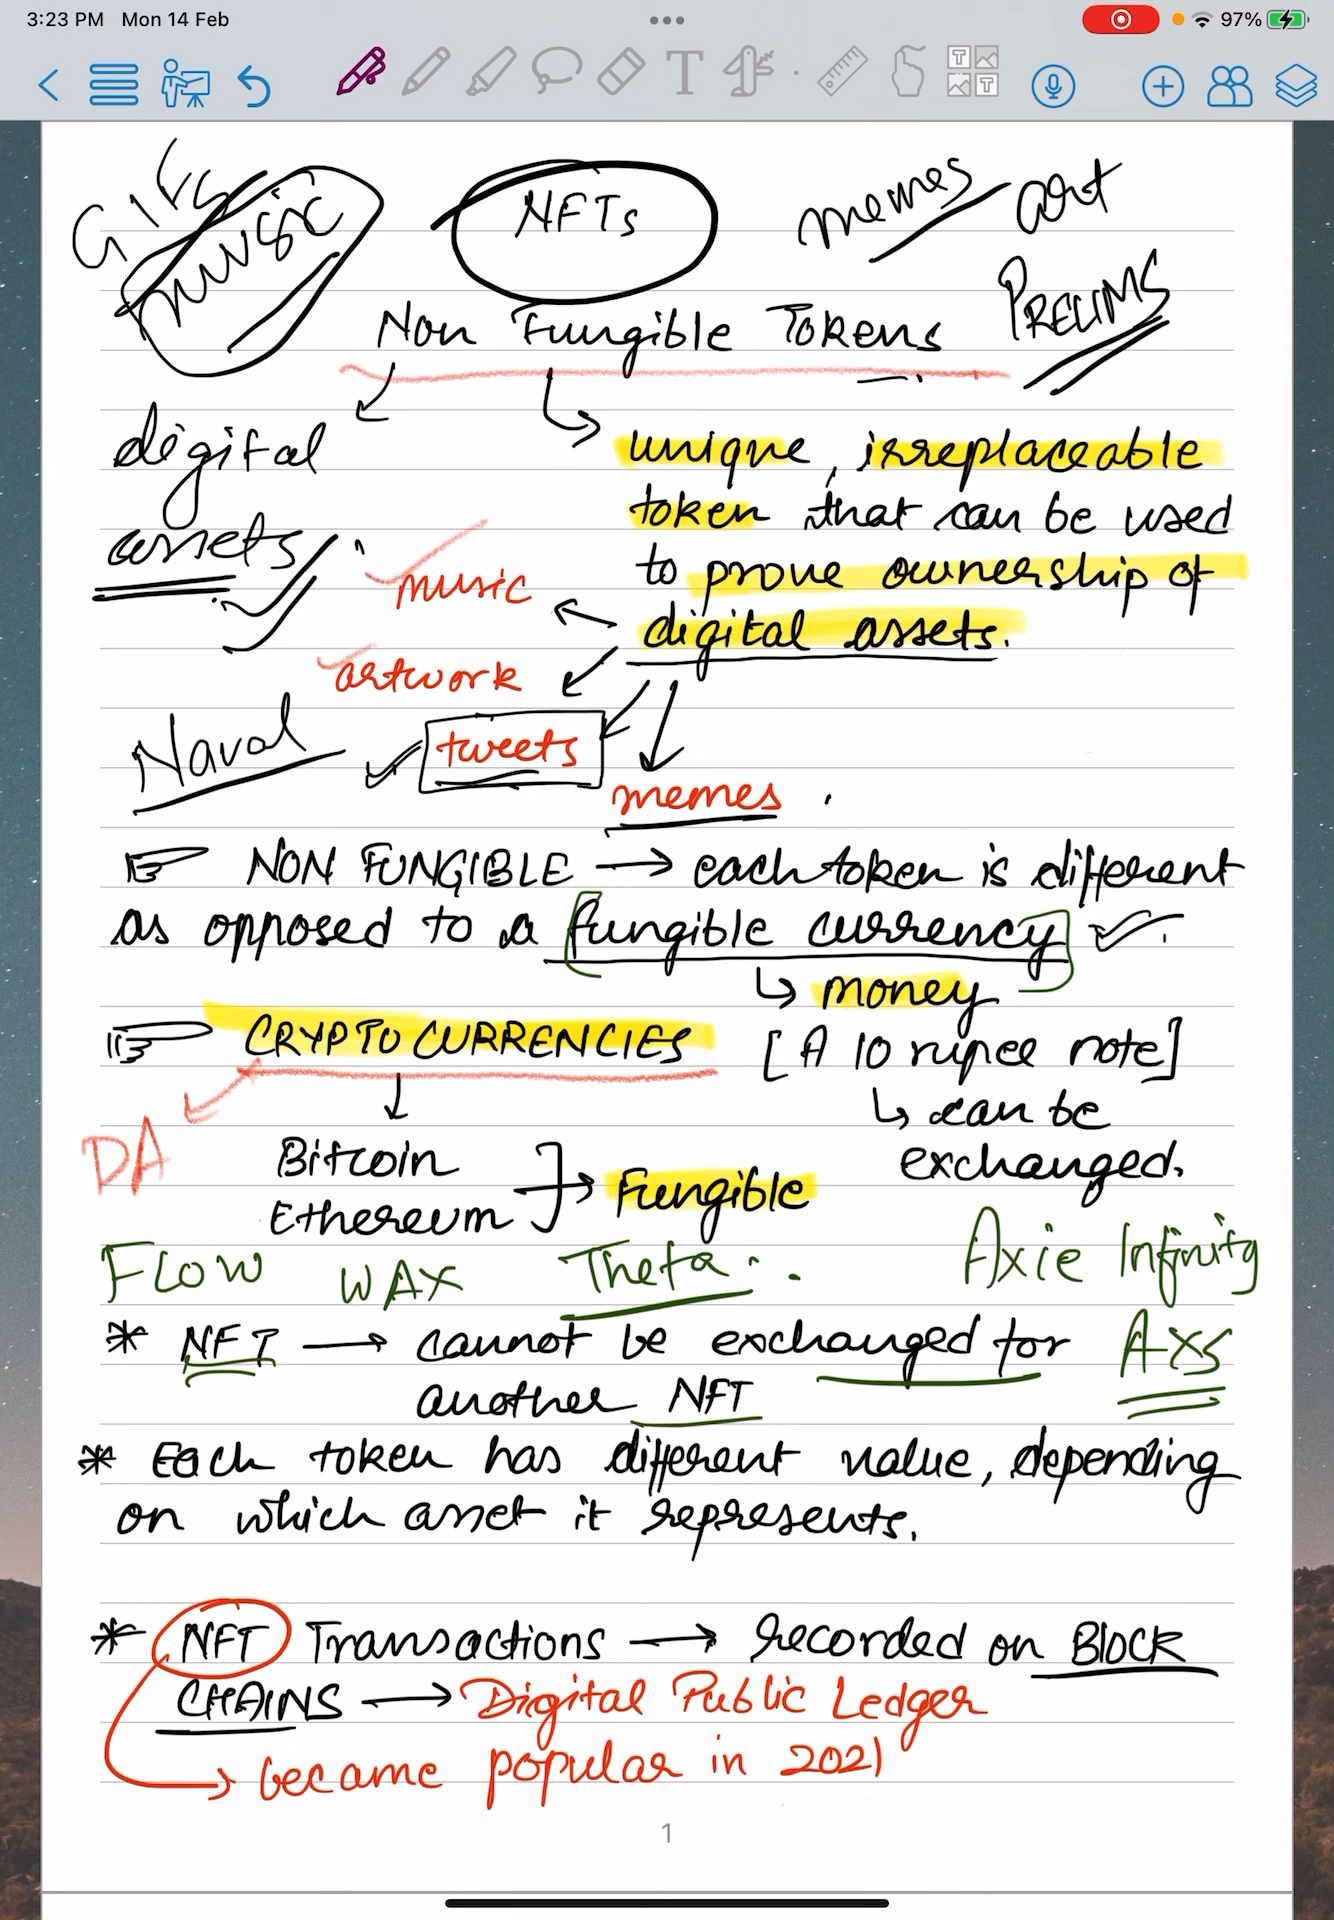 3:23 PM Mon 14 Feb
97%
GIFs
music
NFTs
memes
art
PRELIMS
Non Fungible Tokens
digital
assets
unique, irreplaceable
token that can be used
to prove ownership of
digital assets.
music
artwork
Naval
tweets
memes
NON FUNGIBLE → each token is different
as opposed to a fungible currency
↳ money
CRYPTO CURRENCIES
[A 10 rupee note]
↳ can be
exchanged.
DA
Bitcoin
Ethereum
→ Fungible
FLOW WAX Theta
Axie Infinity
AXS
* NFT → cannot be exchanged for
another NFT
* Each token has different value, depending
on which asset it represents.
* NFT Transactions → recorded on BLOCK
CHAINS → Digital Public Ledger
→ became popular in 2021
1